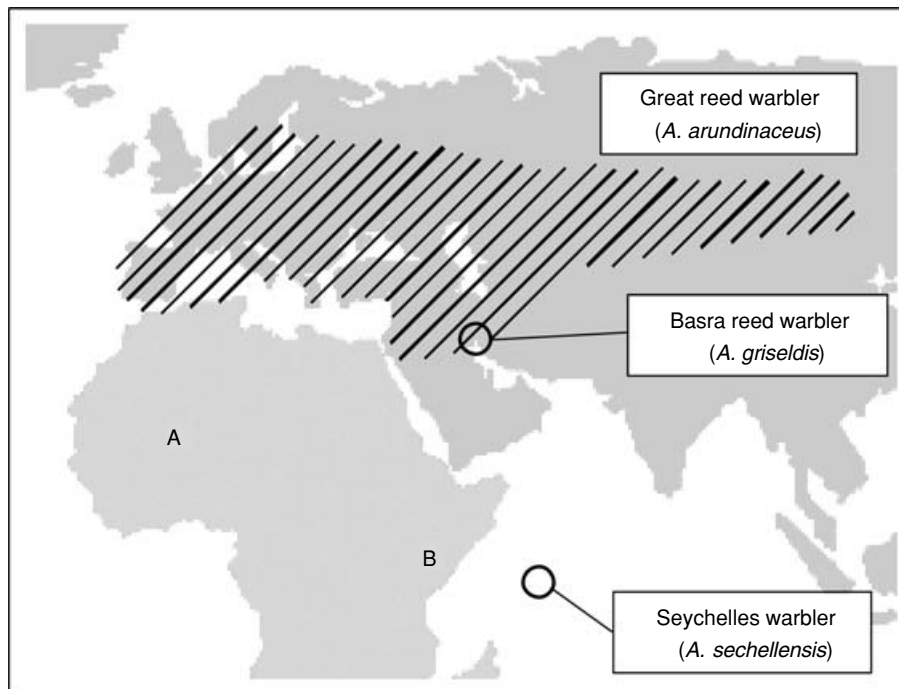 Great reed warbler
(A. arundinaceus)
Basra reed warbler
(A. griseldis)
A
B
Seychelles warbler
(A. sechellensis)